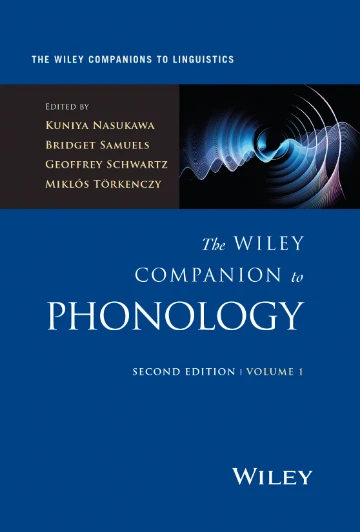 THE WILEY COMPANIONS TO LINGUISTICS
EDITED BY
KUNIYA NASUKAWA
BRIDGET SAMUELS
GEOFFREY SCHWARTZ
MIKLÓS TÖRKENCZY
The WILEY
COMPANION to
PHONOLOGY
SECOND EDITION | VOLUME 1
WILEY